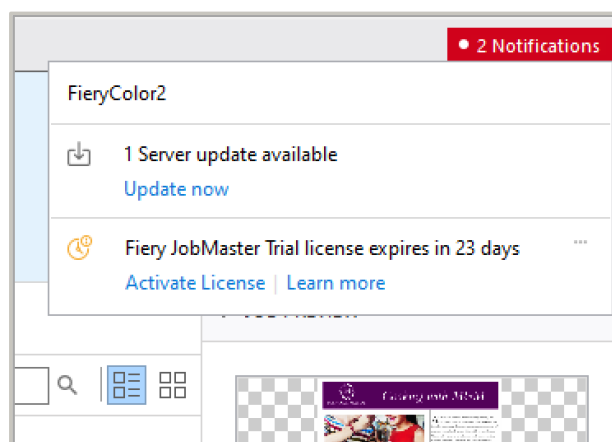 2 Notifications
FieryColor2
1 Server update available
Update now
Fiery JobMaster Trial license expires in 23 days
Activate License | Learn more